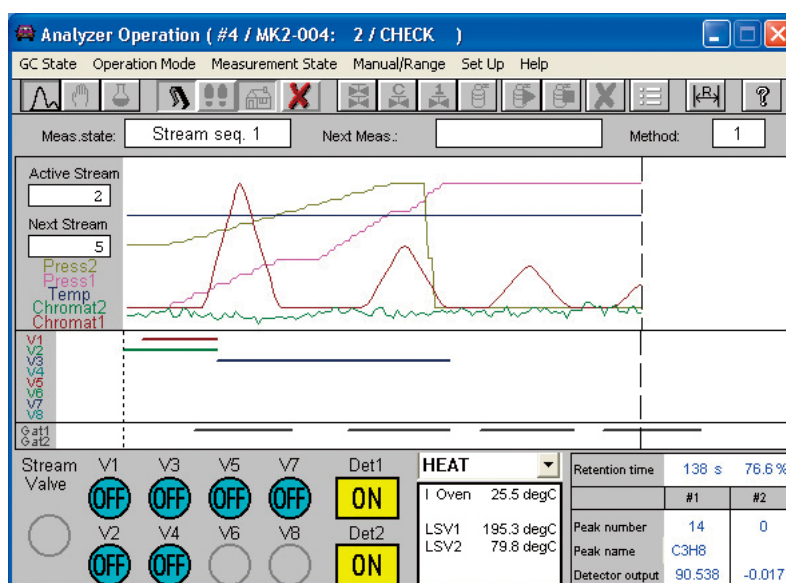 Analyzer Operation ( #4 / MK2-004:   2 / CHECK   )
GC State Operation Mode Measurement State Manual/Range Set Up Help
C 1 R ?
Meas.state: Stream seq. 1 Next Meas.: Method: 1
Active Stream
2
Next Stream
5
Press2
Press1
Temp
Chromat2
Chromat1
V1
V2
V3
V4
V5
V6
V7
V8
Gat1
Gat2
Stream Valve
V1 V3 V5 V7
OFF OFF OFF OFF
V2 V4 V6 V8
OFF OFF
Det1
ON
Det2
ON
HEAT
I Oven 25.5 degC
LSV1 195.3 degC
LSV2 79.8 degC
Retention time 138 s 76.6 %
#1 #2
Peak number 14 0
Peak name C3H8
Detector output 90.538 -0.017